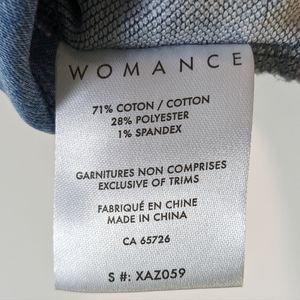 WOMANCE
71% COTON / COTTON
28% POLYESTER
1% SPANDEX
GARNITURES NON COMPRISES
EXCLUSIVE OF TRIMS
FABRIQUÉ EN CHINE
MADE IN CHINA
CA 65726
S #: XAZ059